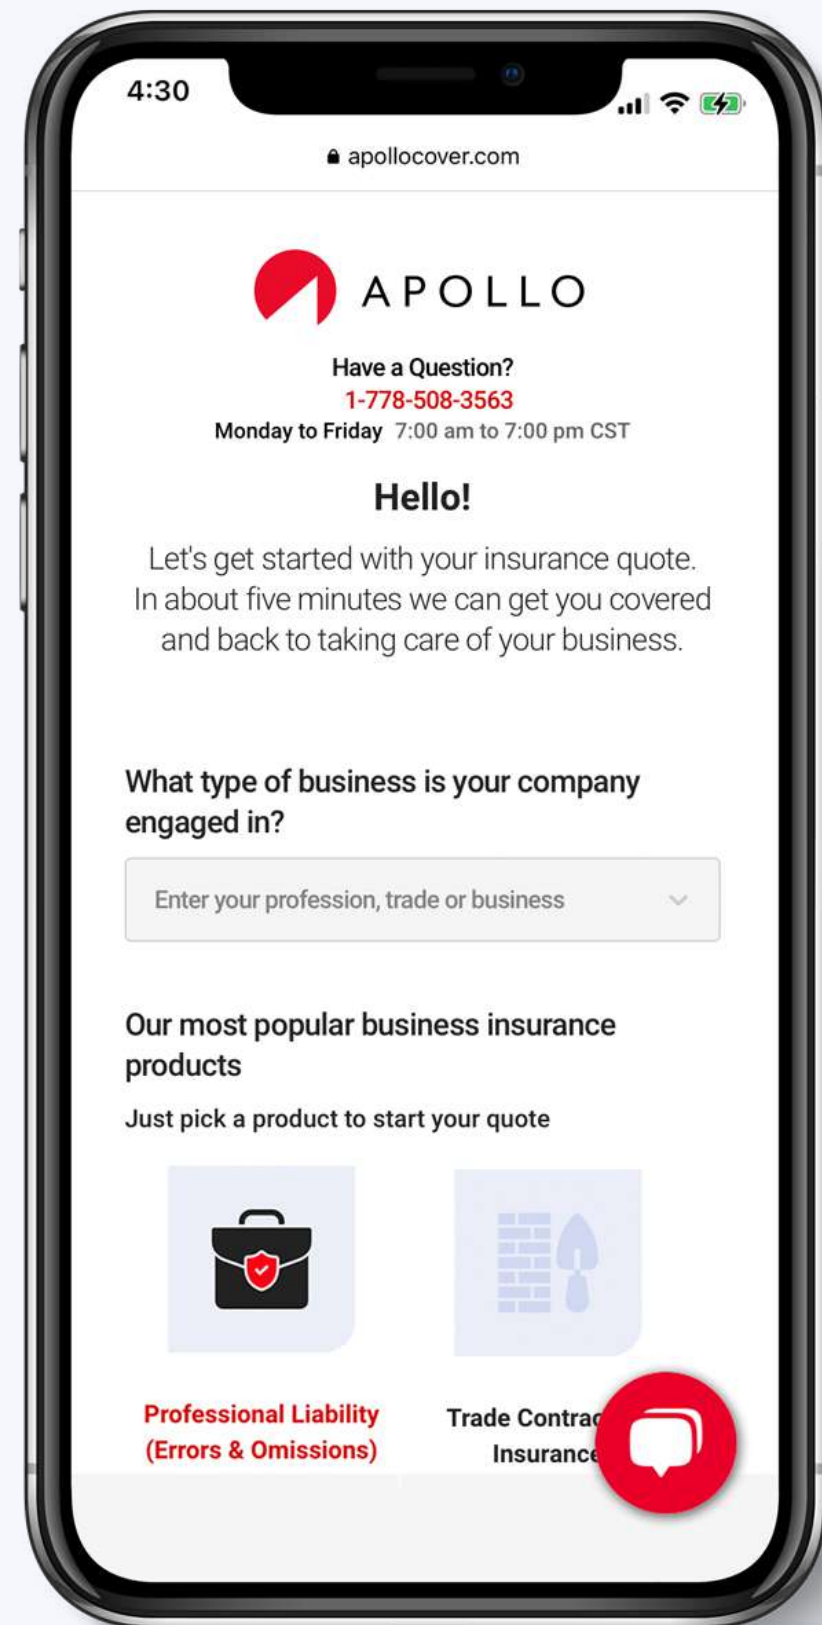 4:30
apollocover.com
APOLLO
Have a Question?
1-778-508-3563
Monday to Friday 7:00 am to 7:00 pm CST
Hello!
Let's get started with your insurance quote.
In about five minutes we can get you covered
and back to taking care of your business.
What type of business is your company
engaged in?
Enter your profession, trade or business
Our most popular business insurance
products
Just pick a product to start your quote
Professional Liability
(Errors & Omissions)
Trade Contrac
Insurance